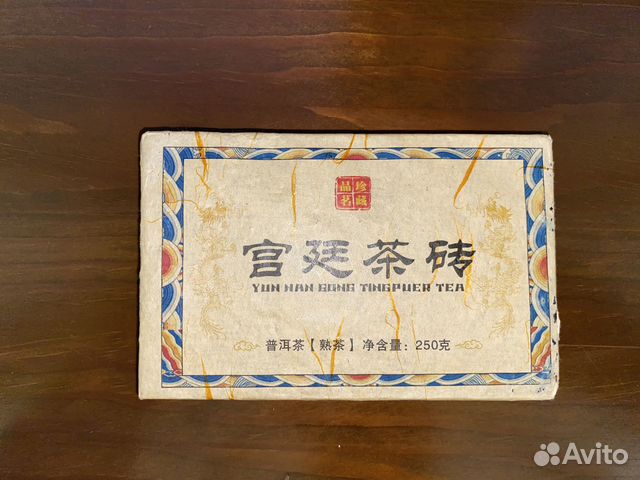 珍藏
品茗
宫廷茶砖
YUN NAN GONG TINGPUER TEA
普洱茶【熟茶】 净含量：250克
Avito